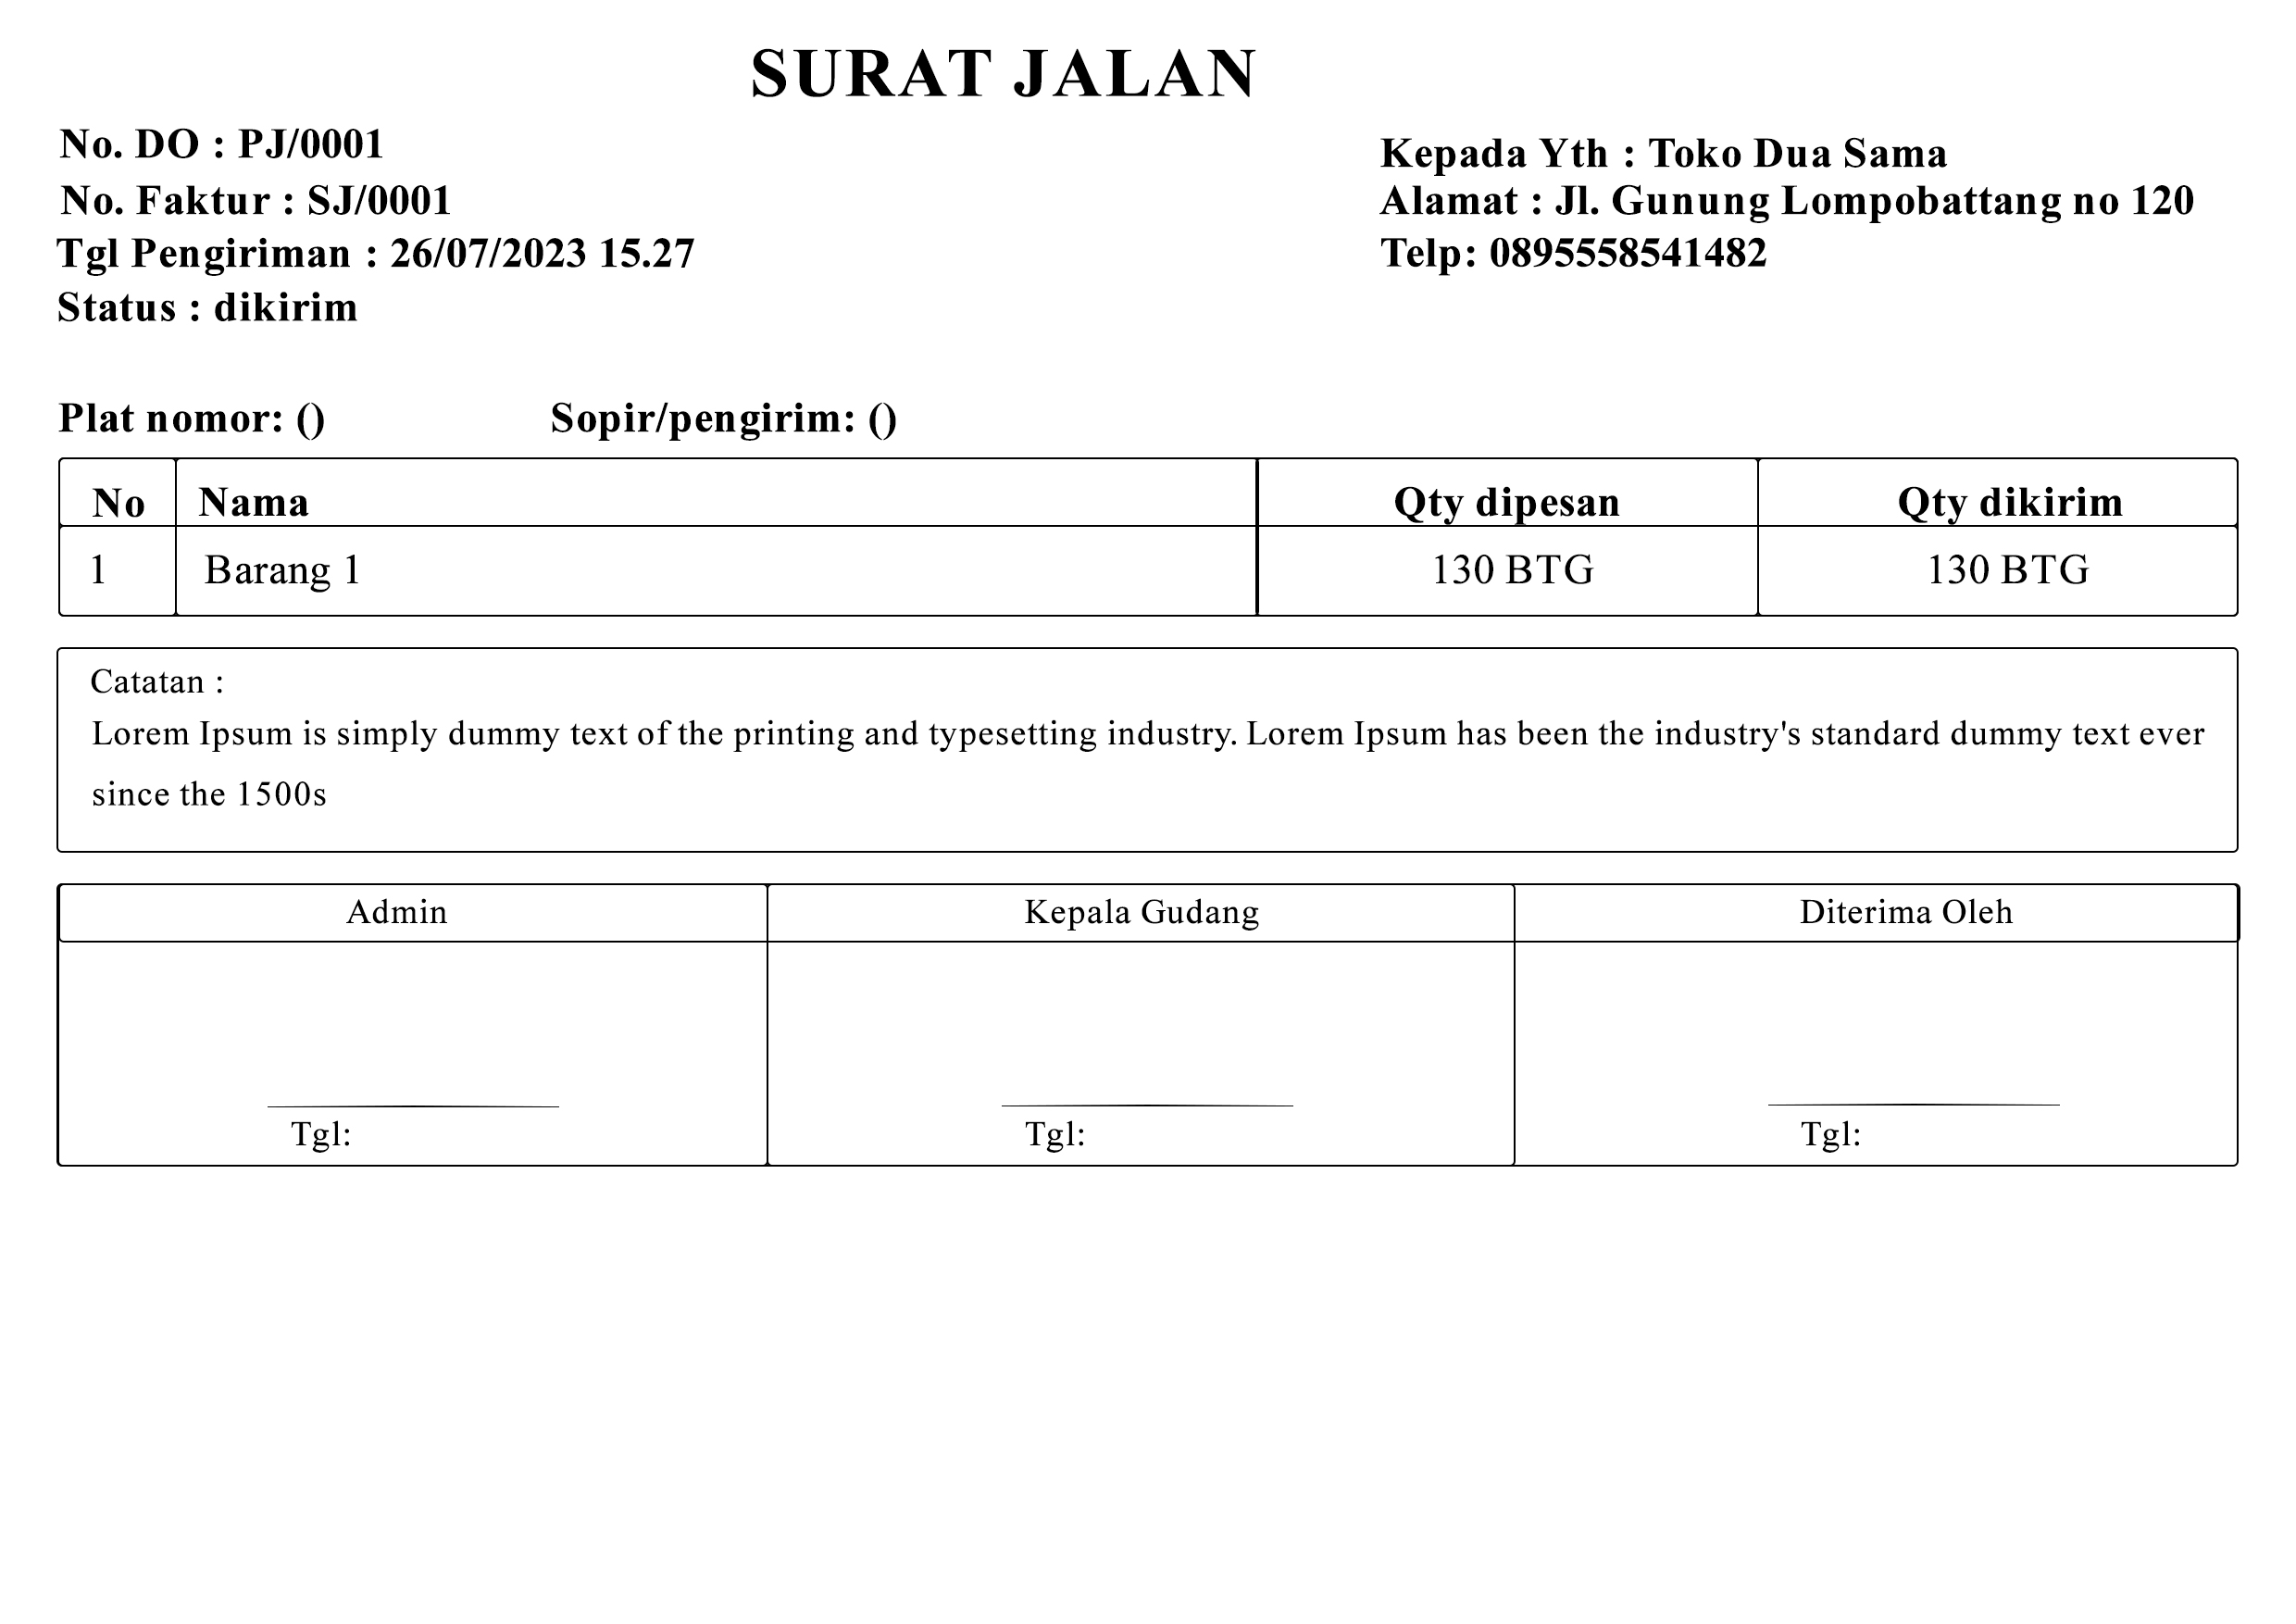 SURAT JALAN
No. DO : PJ/0001
No. Faktur : SJ/0001
Tgl Pengiriman : 26/07/2023 15.27
Status : dikirim
Kepada Yth : Toko Dua Sama
Alamat : Jl. Gunung Lompobattang no 120
Telp: 0895558541482
Plat nomor: () Sopir/pengirim: ()
No Nama Qty dipesan Qty dikirim
1 Barang 1 130 BTG 130 BTG
Catatan :
Lorem Ipsum is simply dummy text of the printing and typesetting industry. Lorem Ipsum has been the industry's standard dummy text ever
since the 1500s
Admin Kepala Gudang Diterima Oleh
Tgl: Tgl: Tgl: